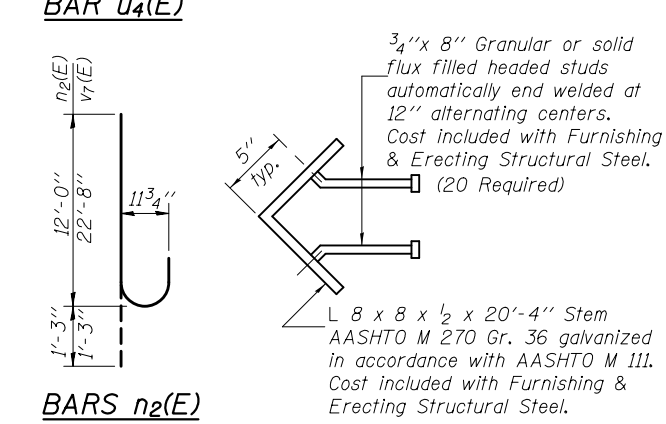 BAR u4(E)
n2(E)
v7(E)
12'-0"
22'-8"
1'-3"
1'-3"
11 3/4"
BARS n2(E)
5"
typ.
3/4"x 8" Granular or solid
flux filled headed studs
automatically end welded at
12" alternating centers.
Cost included with Furnishing
& Erecting Structural Steel.
(20 Required)
L 8 x 8 x 1/2 x 20'-4" Stem
AASHTO M 270 Gr. 36 galvanized
in accordance with AASHTO M 111.
Cost included with Furnishing &
Erecting Structural Steel.